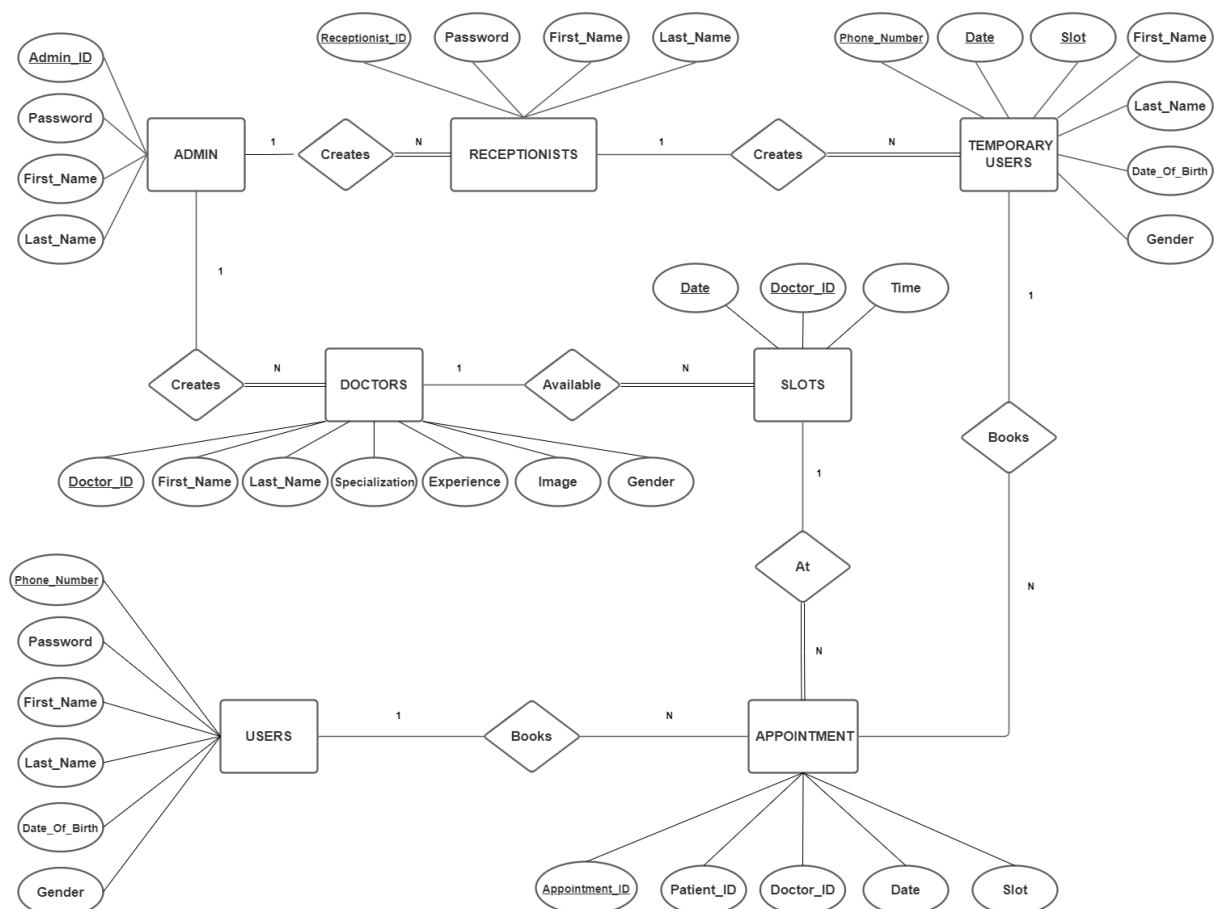 Receptionist_ID
Password
First_Name
Last_Name
Phone_Number
Date
Slot
First_Name
Admin_ID
Password
First_Name
Last_Name
Last_Name
Date_Of_Birth
Gender
ADMIN
1
Creates
N
RECEPTIONISTS
1
Creates
N
TEMPORARY
USERS
1
1
Date
Doctor_ID
Time
Creates
N
DOCTORS
1
Available
N
SLOTS
Books
Doctor_ID
First_Name
Last_Name
Specialization
Experience
Image
Gender
1
At
N
N
Phone_Number
Password
First_Name
Last_Name
Date_Of_Birth
Gender
USERS
1
Books
N
APPOINTMENT
Appointment_ID
Patient_ID
Doctor_ID
Date
Slot